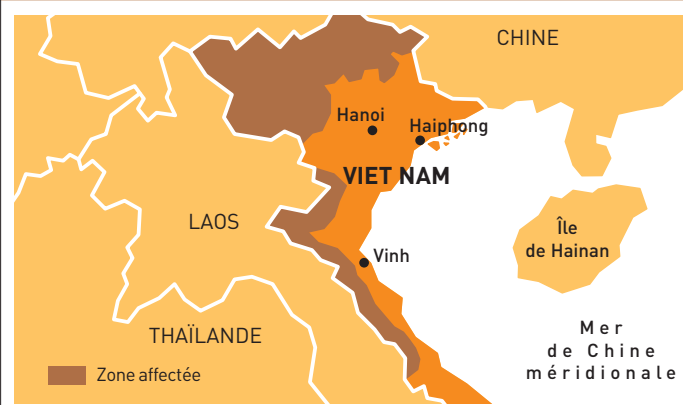 CHINE
Hanoi
Haiphong
VIET NAM
LAOS
Île
de Hainan
Vinh
THAÏLANDE
Mer
de Chine
méridionale
Zone affectée